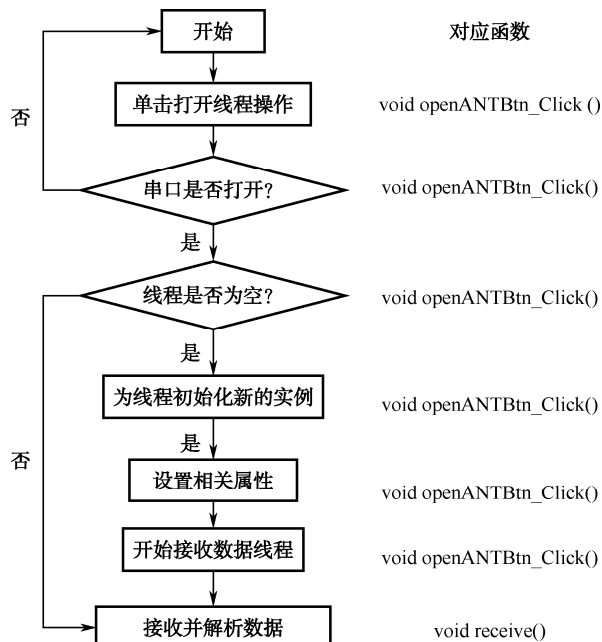 开始 对应函数
单击打开线程操作 void openANTBtn_Click ()
否
串口是否打开? void openANTBtn_Click()
是
线程是否为空? void openANTBtn_Click()
是
为线程初始化新的实例 void openANTBtn_Click()
是
否
设置相关属性 void openANTBtn_Click()
开始接收数据线程 void openANTBtn_Click()
接收并解析数据 void receive()